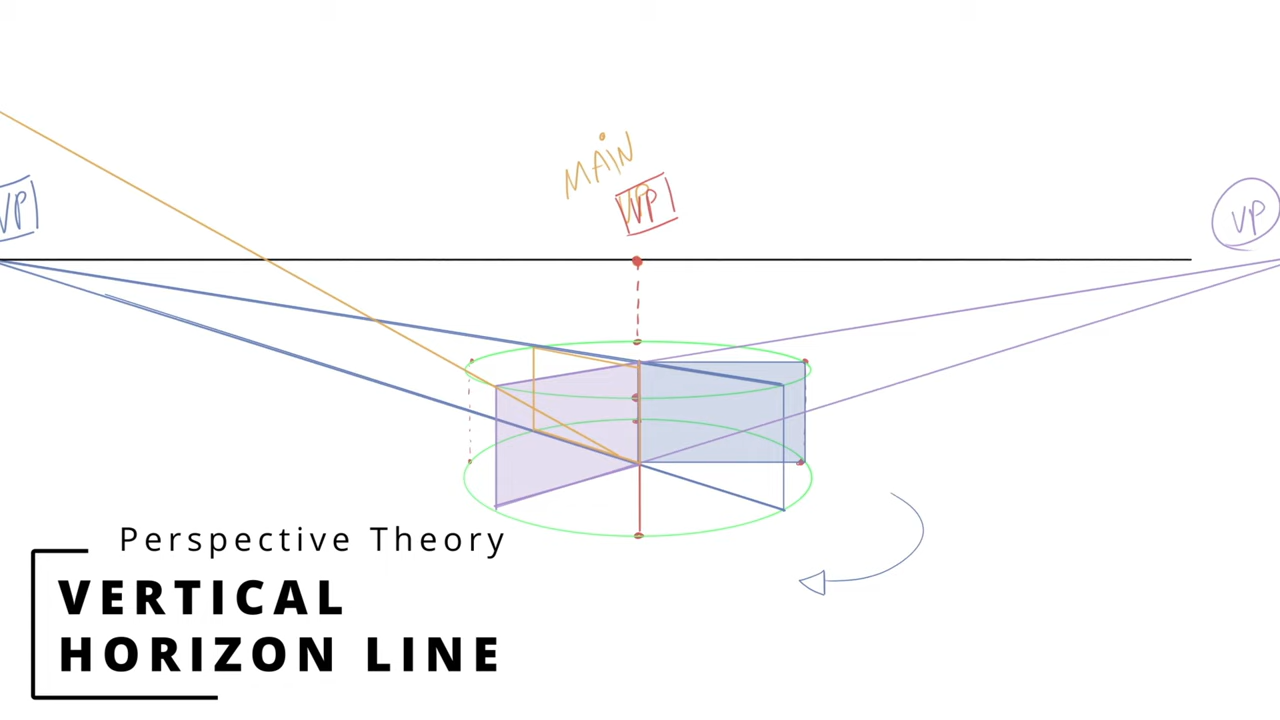 MAIN
VP
VP
VP
Perspective Theory
VERTICAL
HORIZON LINE